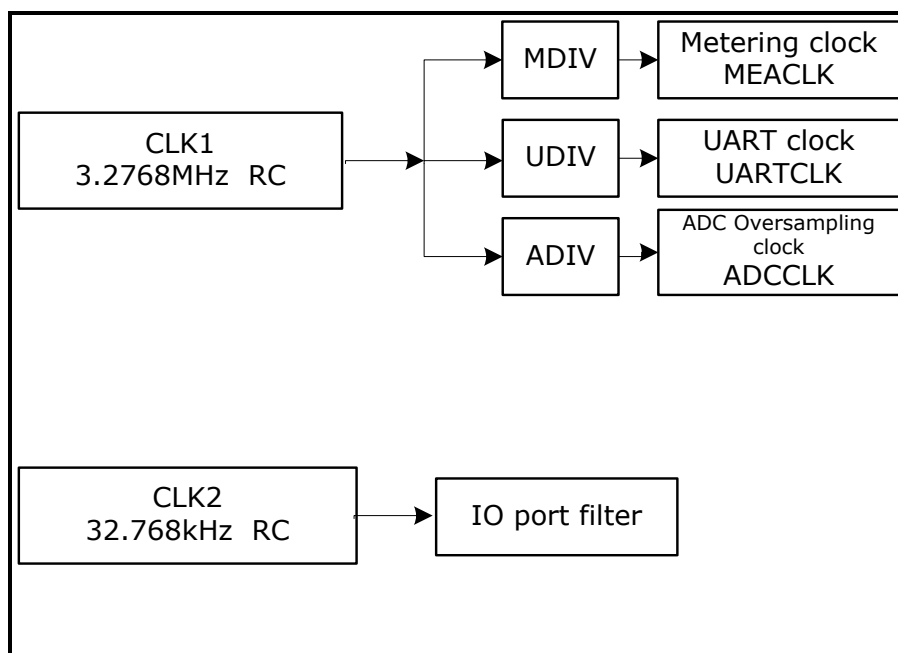 CLK1
3.2768MHz RC
MDIV
Metering clock
MEACLK
UDIV
UART clock
UARTCLK
ADIV
ADC Oversampling
clock
ADCCLK
CLK2
32.768kHz RC
IO port filter